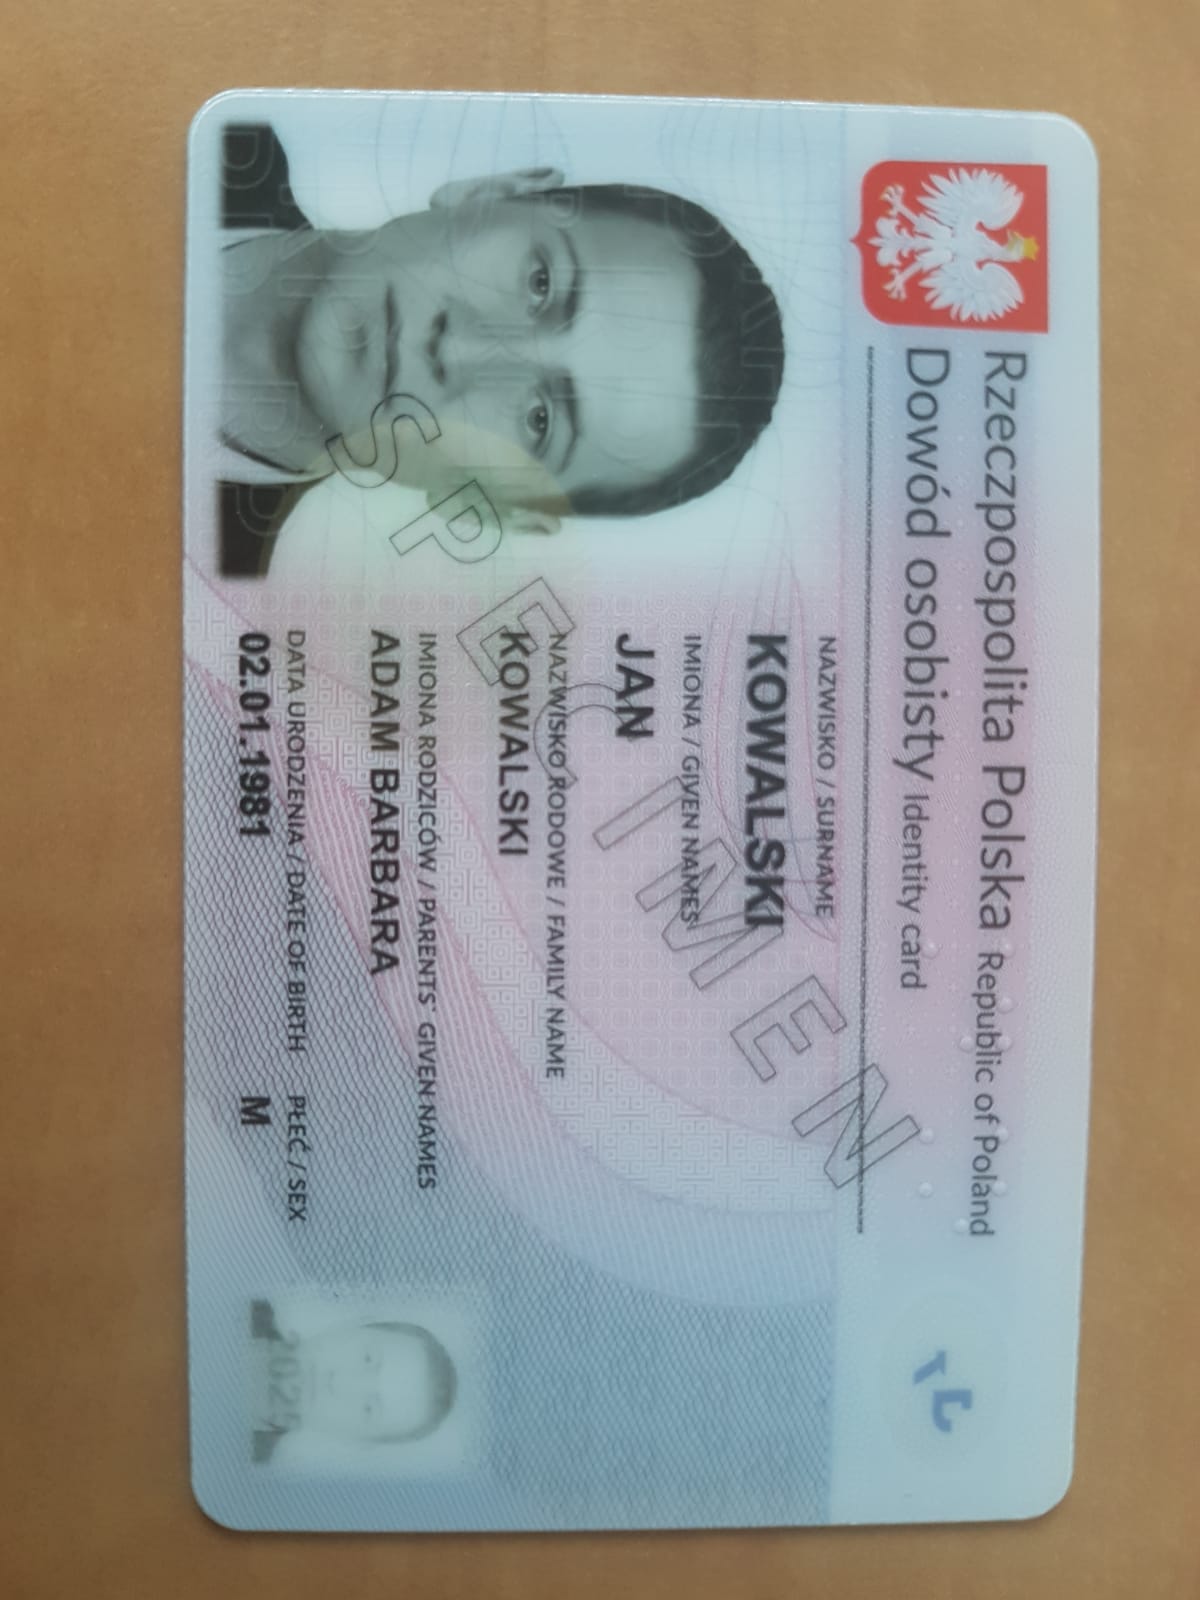 Rzeczpospolita Polska Republic of Poland
Dowód osobisty Identity card
NAZWISKO / SURNAME
KOWALSKI
IMIONA / GIVEN NAMES
JAN
NAZWISKO RODOWE / FAMILY NAME
KOWALSKI
IMIONA RODZICÓW / PARENTS' GIVEN NAMES
ADAM BARBARA
DATA URODZENIA / DATE OF BIRTH PŁEĆ / SEX
02.01.1981 M
SPECIMEN